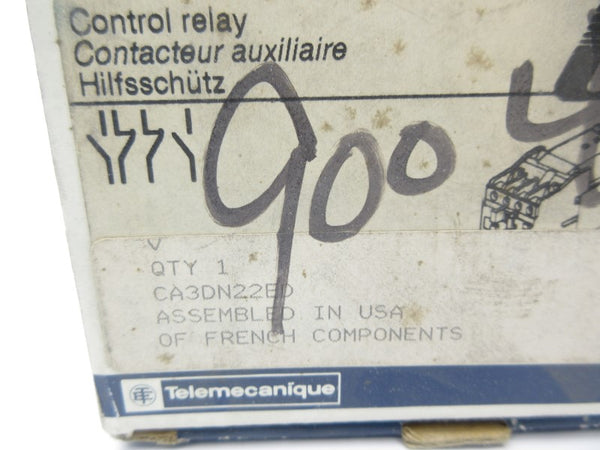 Control relay
Contacteur auxiliaire
Hilfsschütz
900
V
QTY 1
CA3DN22ED
ASSEMBLED IN USA
OF FRENCH COMPONENTS
Telemecanique